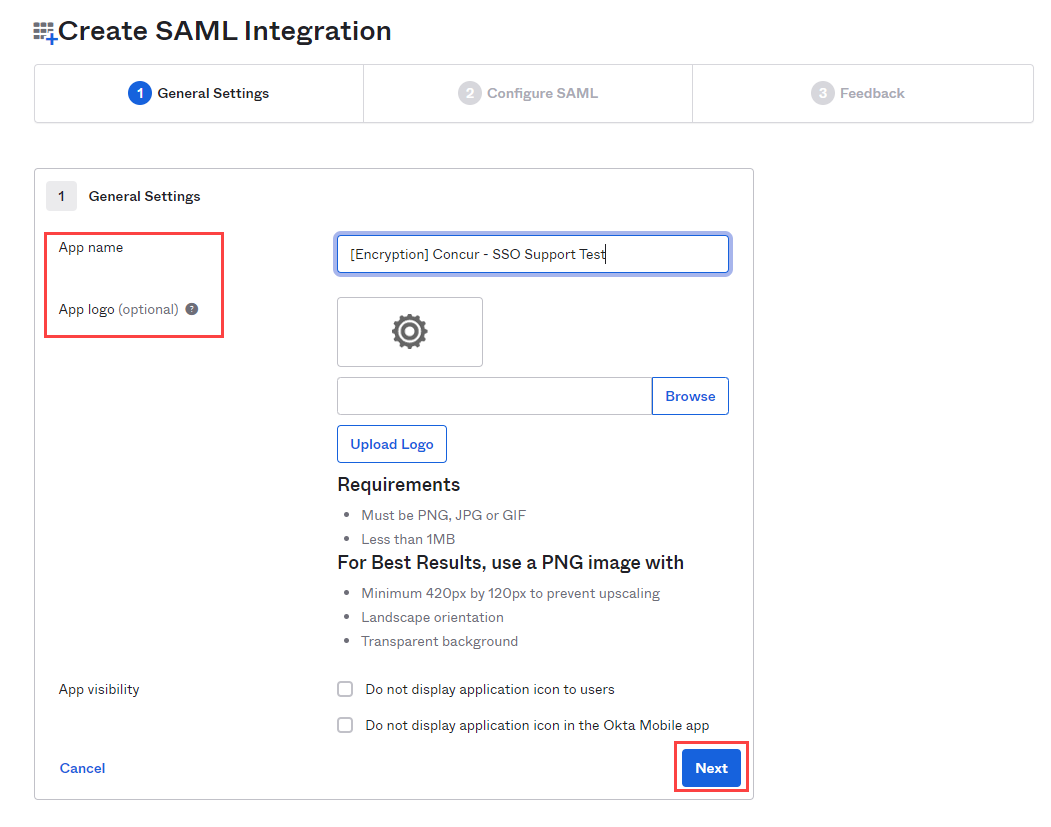 Create SAML Integration
1 General Settings
2 Configure SAML
3 Feedback
1 General Settings
App name
[Encryption] Concur - SSO Support Test
App logo (optional) ?
Browse
Upload Logo
Requirements
Must be PNG, JPG or GIF
Less than 1MB
For Best Results, use a PNG image with
Minimum 420px by 120px to prevent upscaling
Landscape orientation
Transparent background
App visibility
Do not display application icon to users
Do not display application icon in the Okta Mobile app
Cancel
Next